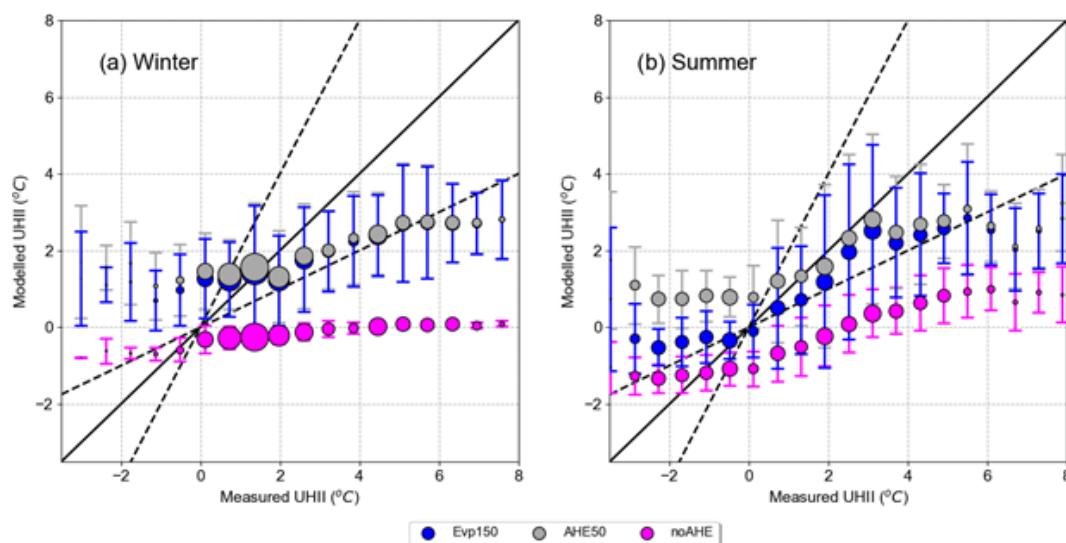 (a) Winter
8
6
4
2
0
−2
Modelled UHII (°C)
−2 0 2 4 6 8
Measured UHII (°C)
(b) Summer
8
6
4
2
0
−2
Modelled UHII (°C)
−2 0 2 4 6 8
Measured UHII (°C)
Evp150 AHE50 noAHE